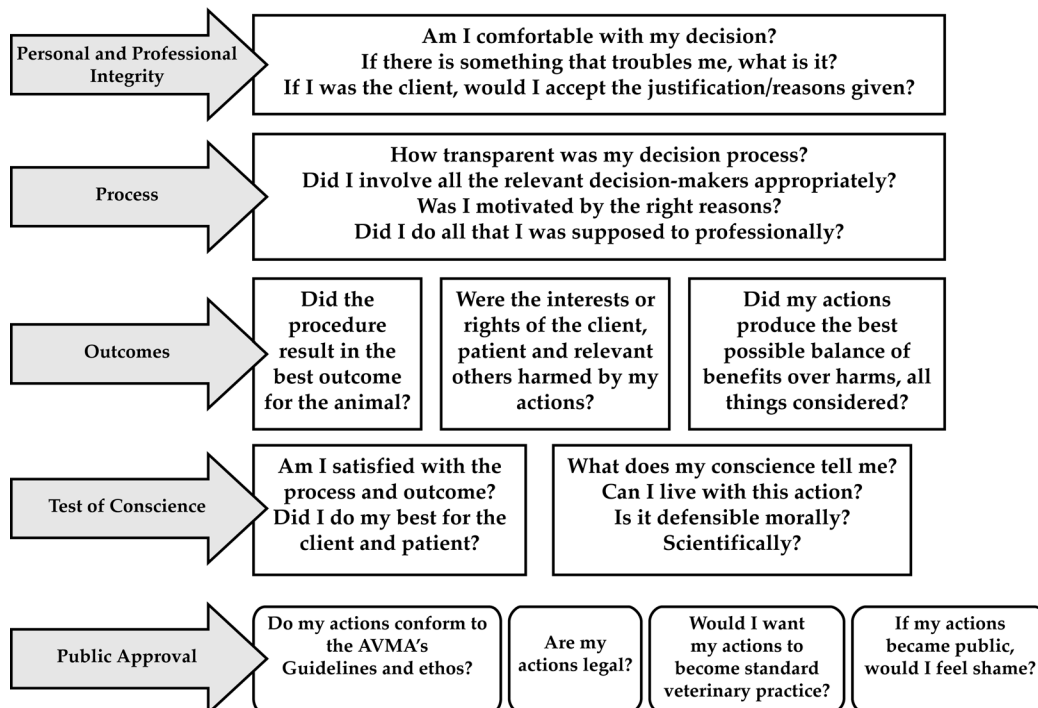 Personal and Professional
Integrity
Am I comfortable with my decision?
If there is something that troubles me, what is it?
If I was the client, would I accept the justification/reasons given?
Process
How transparent was my decision process?
Did I involve all the relevant decision-makers appropriately?
Was I motivated by the right reasons?
Did I do all that I was supposed to professionally?
Outcomes
Did the
procedure
result in the
best outcome
for the animal?
Were the interests or
rights of the client,
patient and relevant
others harmed by my
actions?
Did my actions
produce the best
possible balance of
benefits over harms, all
things considered?
Test of Conscience
Am I satisfied with the
process and outcome?
Did I do my best for the
client and patient?
What does my conscience tell me?
Can I live with this action?
Is it defensible morally?
Scientifically?
Public Approval
Do my actions conform to
the AVMA's
Guidelines and ethos?
Are my
actions legal?
Would I want
my actions to
become standard
veterinary practice?
If my actions
became public,
would I feel shame?